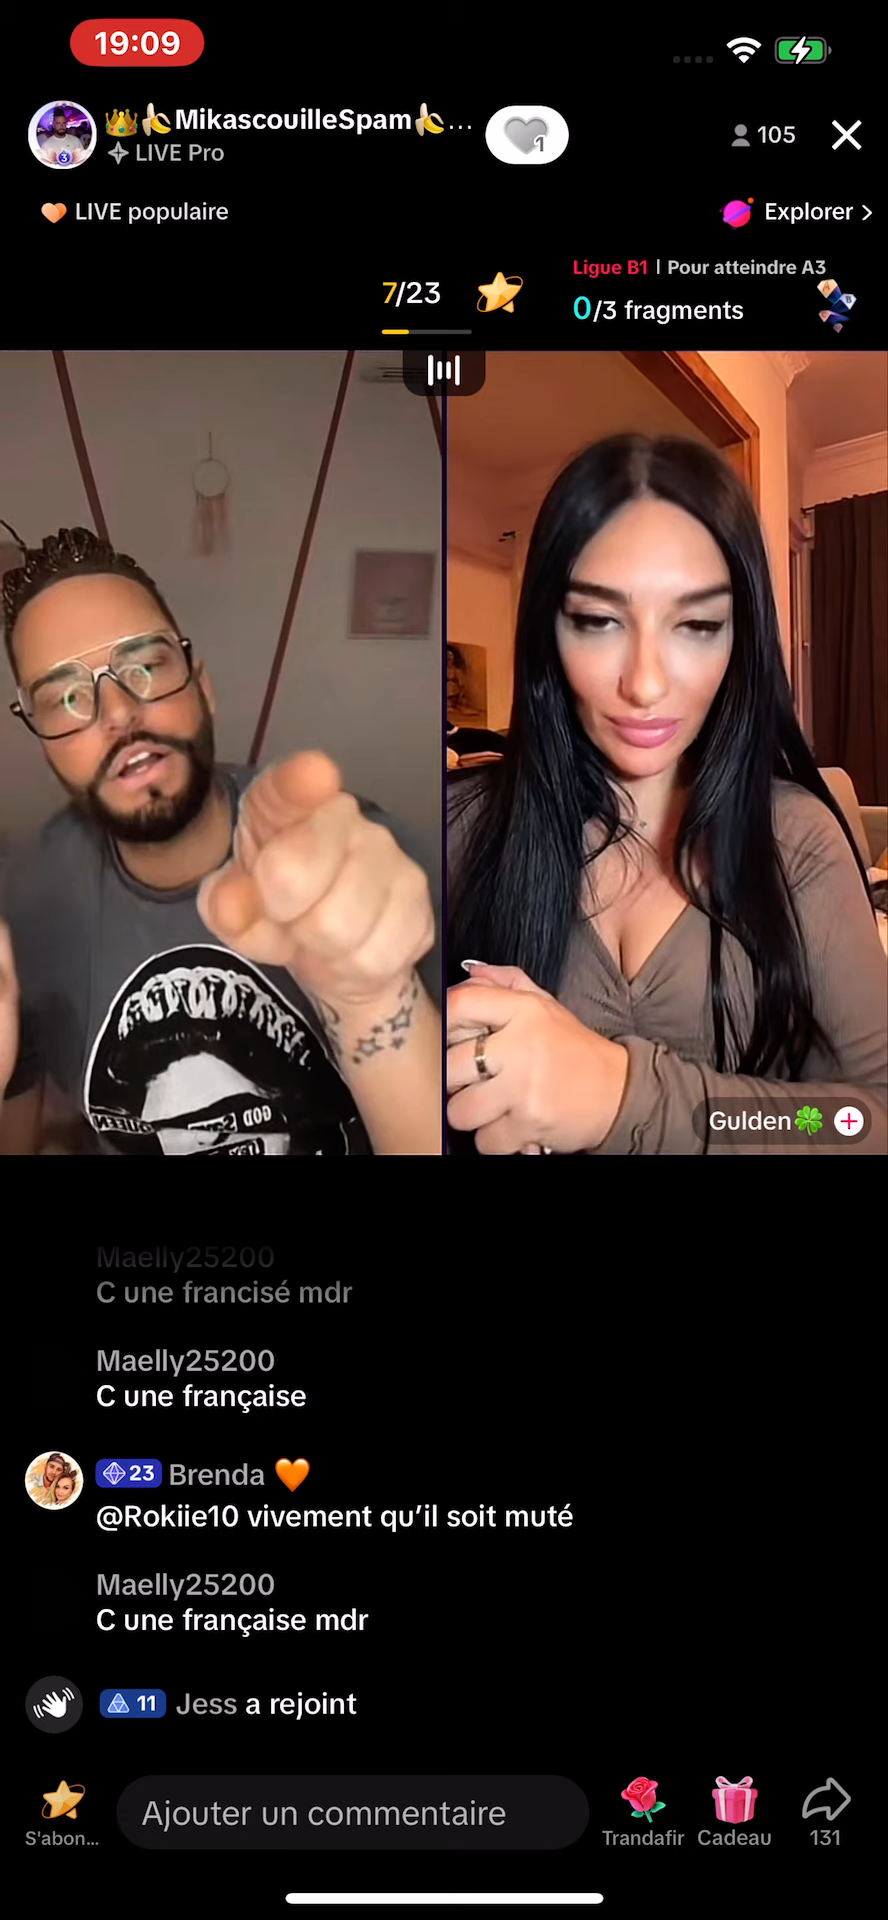 19:09
👑🍌MikascouilleSpam🍌...
LIVE Pro
1
105
LIVE populaire
Explorer >
7/23
Ligue B1 | Pour atteindre A3
0/3 fragments
GOD
QUEEN
Gulden🍀
Maelly25200
C une francisé mdr
Maelly25200
C une française
23 Brenda 🧡
@Rokiie10 vivement qu’il soit muté
Maelly25200
C une française mdr
11 Jess a rejoint
Ajouter un commentaire
S'abon...
Trandafir
Cadeau
131